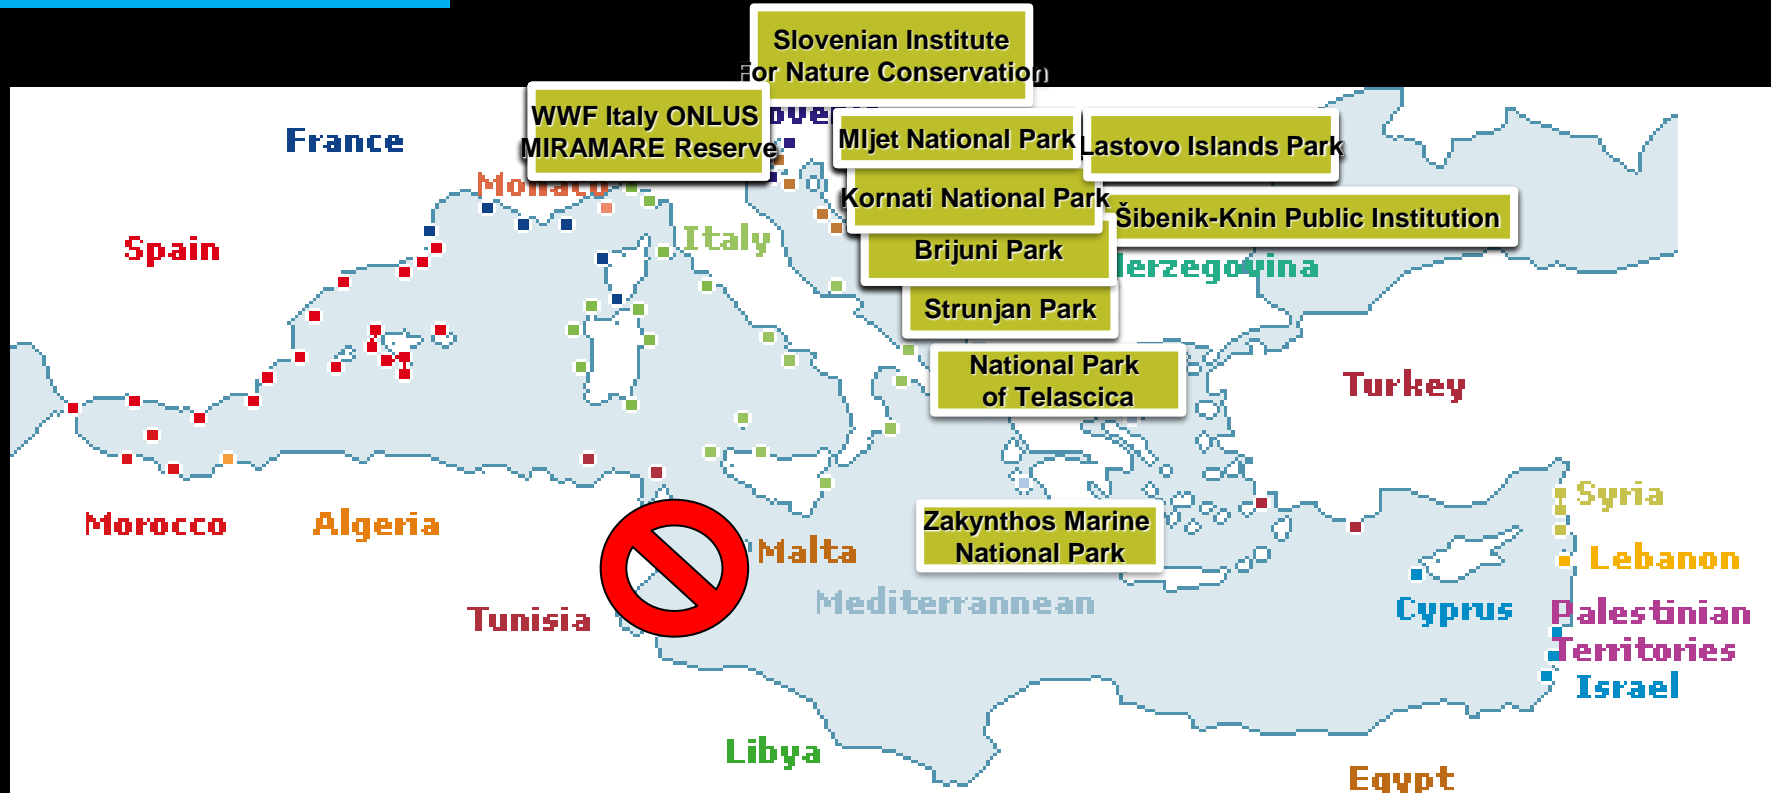 Slovenian Institute
For Nature Conservation
WWF Italy ONLUS
MIRAMARE Reserve
Mljet National Park
Lastovo Islands Park
France
Monaco
Kornati National Park
Šibenik-Knin Public Institution
Spain
Italy
Brijuni Park
Herzegovina
Strunjan Park
National Park
of Telascica
Turkey
Syria
Morocco
Algeria
Zakynthos Marine
National Park
Malta
Lebanon
Mediterrannean
Tunisia
Cyprus
Palestinian
Territories
Israel
Libya
Egypt